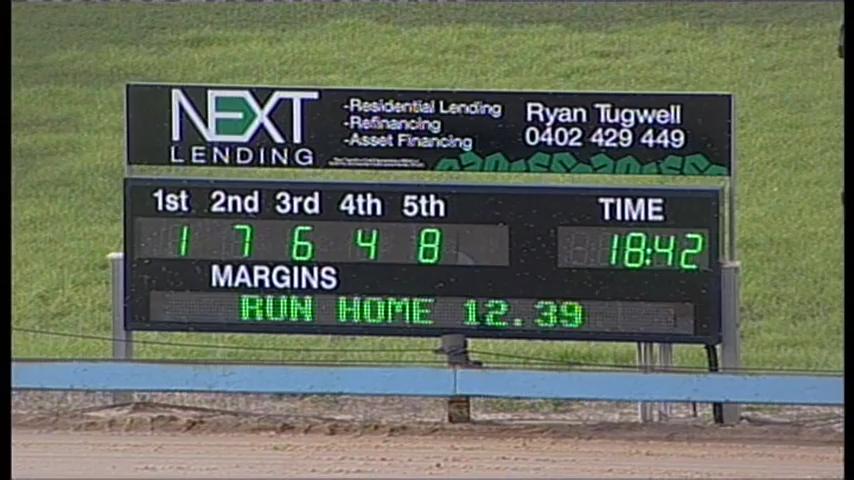 NEXT
LENDING
-Residential Lending
-Refinancing
-Asset Financing
Ryan Tugwell
0402 429 449
1st 2nd 3rd 4th 5th TIME
1 7 6 4 8 18:42
MARGINS
RUN HOME 12.39